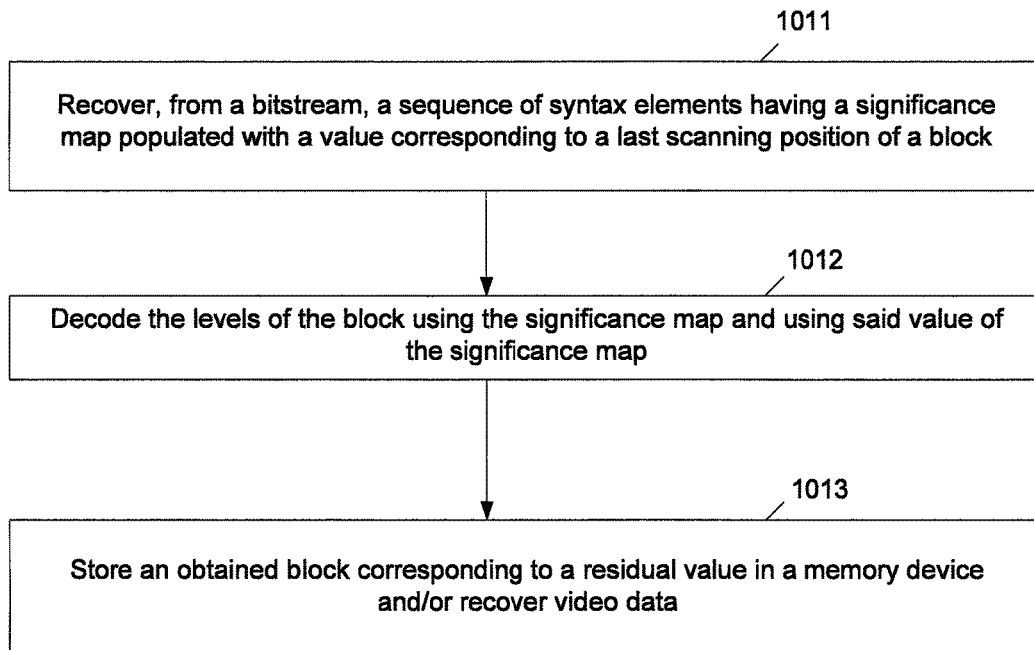 1011
Recover, from a bitstream, a sequence of syntax elements having a significance
map populated with a value corresponding to a last scanning position of a block
1012
Decode the levels of the block using the significance map and using said value of
the significance map
1013
Store an obtained block corresponding to a residual value in a memory device
and/or recover video data